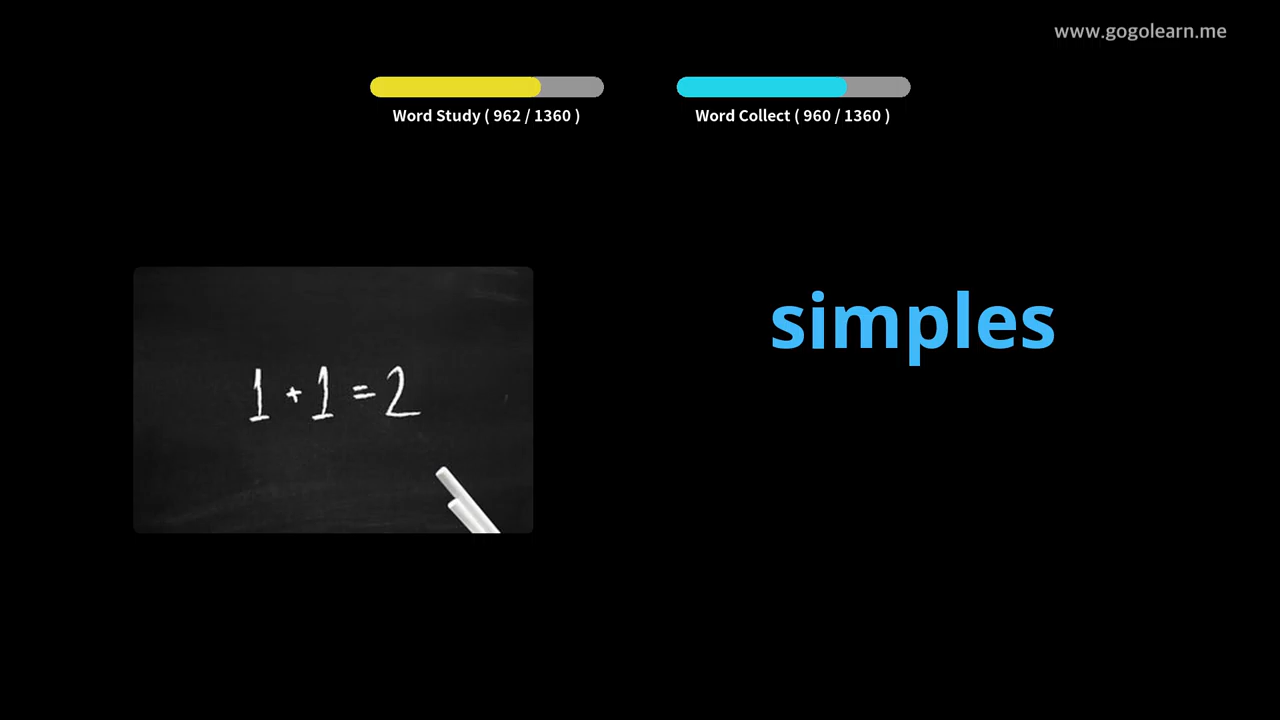 www.gogolearn.me
Word Study ( 962 / 1360 )
Word Collect ( 960 / 1360 )
simples
1 + 1 = 2